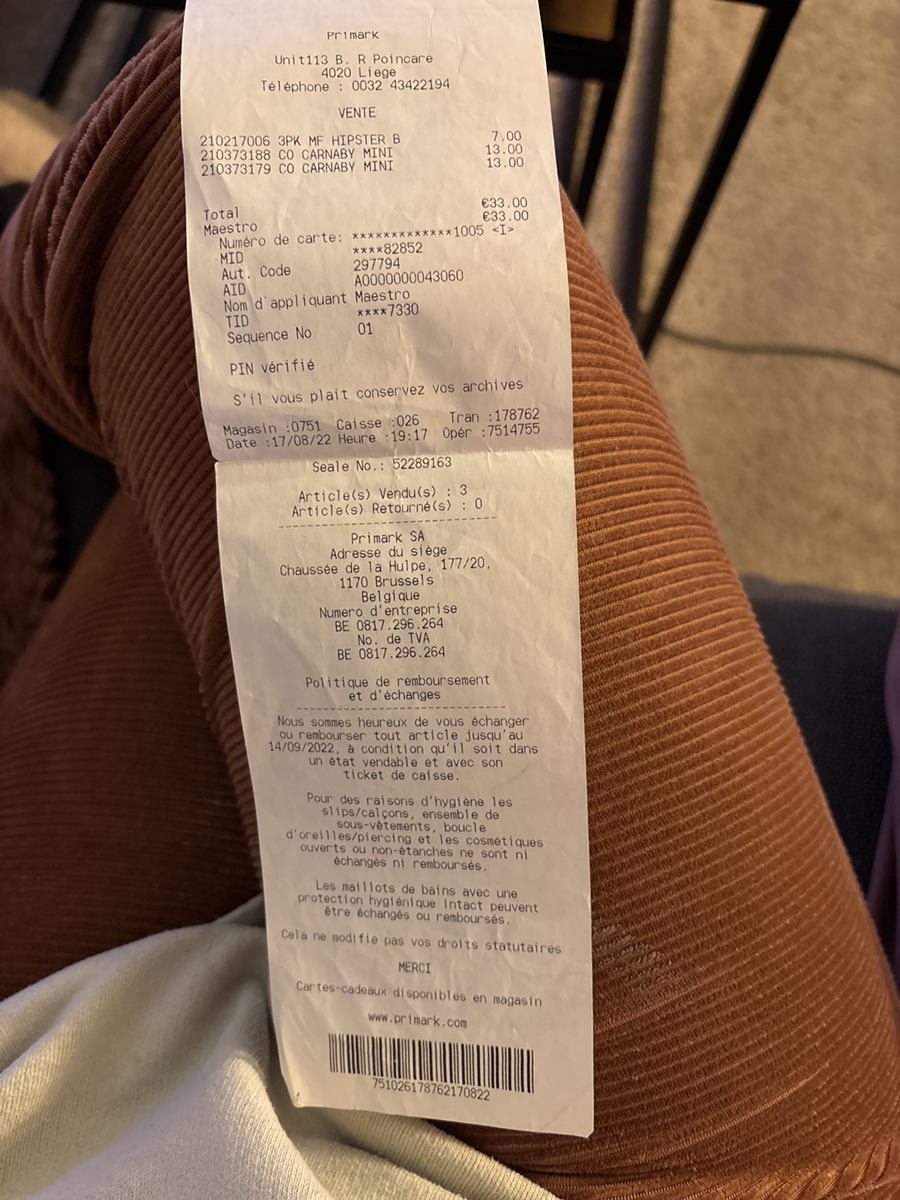 Primark
Unit113 B. R Poincare
4020 Liege
Téléphone : 0032 43422194
VENTE
210217006 3PK MF HIPSTER B 7.00
210373188 CO CARNABY MINI 13.00
210373179 CO CARNABY MINI 13.00
Total €33.00
Maestro €33.00
Numéro de carte: *************1005 <I>
MID ****82852
Aut. Code 297794
AID A0000000043060
Nom d`appliquant Maestro
TID ****7330
Sequence No 01
PIN vérifié
S'il vous plait conservez vos archives
Magasin :0751 Caisse :026 Tran :178762
Date :17/08/22 Heure :19:17 Opér :7514755
Seale No.: 52289163
Article(s) Vendu(s) : 3
Article(s) Retourné(s) : 0
Primark SA
Adresse du siège
Chaussée de la Hulpe, 177/20,
1170 Brussels
Belgique
Numero d'entreprise
BE 0817.296.264
No. de TVA
BE 0817.296.264
Politique de remboursement
et d'échanges
Nous sommes heureux de vous échanger
ou rembourser tout article jusqu'au
14/09/2022, à condition qu'il soit dans
un état vendable et avec son
ticket de caisse.
Pour des raisons d'hygiène les
slips/calçons, ensemble de
sous-vêtements, boucle
d'oreilles/piercing et les cosmétiques
ouverts ou non-étanches ne sont ni
échangés ni remboursés.
Les maillots de bains avec une
protection hygiénique intact peuvent
être échangés ou remboursés.
Cela ne modifie pas vos droits statutaires
MERCI
Cartes-cadeaux disponibles en magasin
www.primark.com
751026178762170822